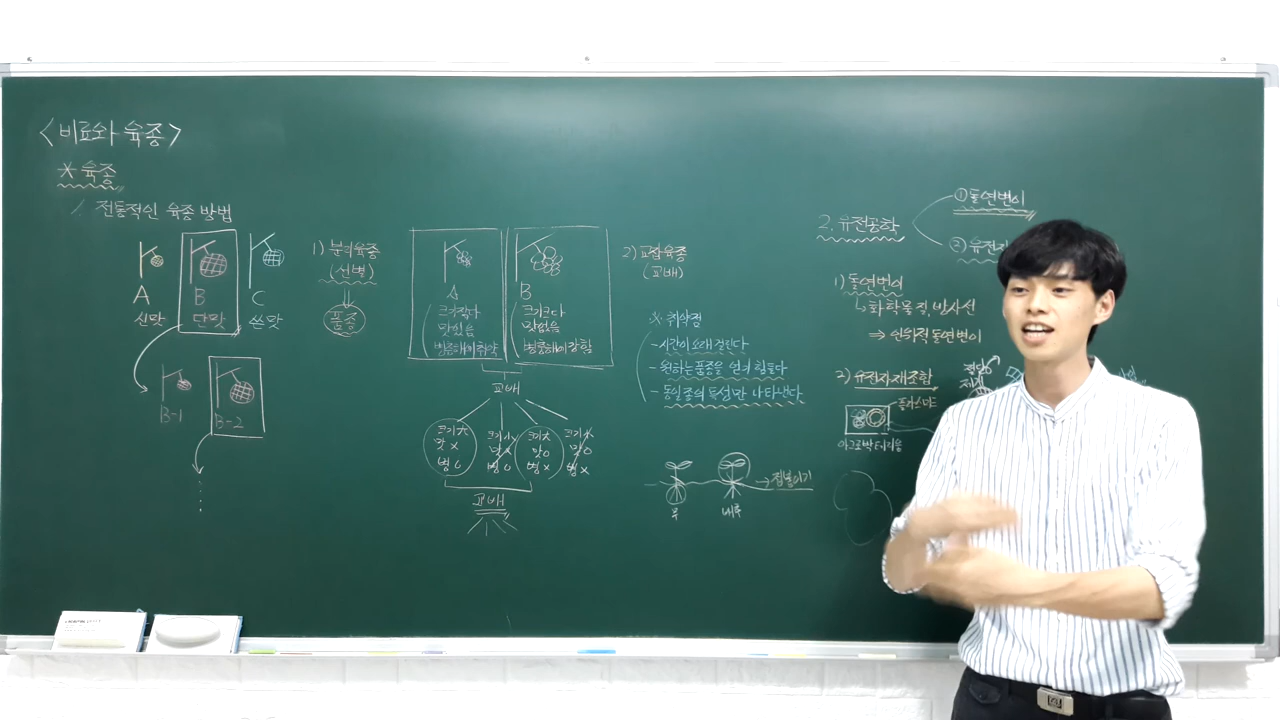 <비료와 육종>
* 육종
1. 전통적인 육종 방법
A
신맛
B
단맛
C
쓴맛
B-1
B-2
1) 분리육종
(선별)
품종
A
크기작다
맛있음
병충해에 취약
B
크기크다
맛없음
병충해에 강함
교배
크기大
맛 X
병 O
크기小
맛 X
병 O
크기大
맛 O
병 X
크기小
맛 O
병 X
교배
2) 교잡육종
(교배)
※ 취약점
- 시간이 오래 걸린다
- 원하는 품종을 얻기 힘들다
- 동일종의 특성만 나타낸다
무
배추
→ 접붙이기
2. 유전공학
① 돌연변이
② 유전자
1) 돌연변이
↳ 화학물질, 방사선
→ 인위적 돌연변이
2) 유전자재조합
플라스미드
아그로박테리움